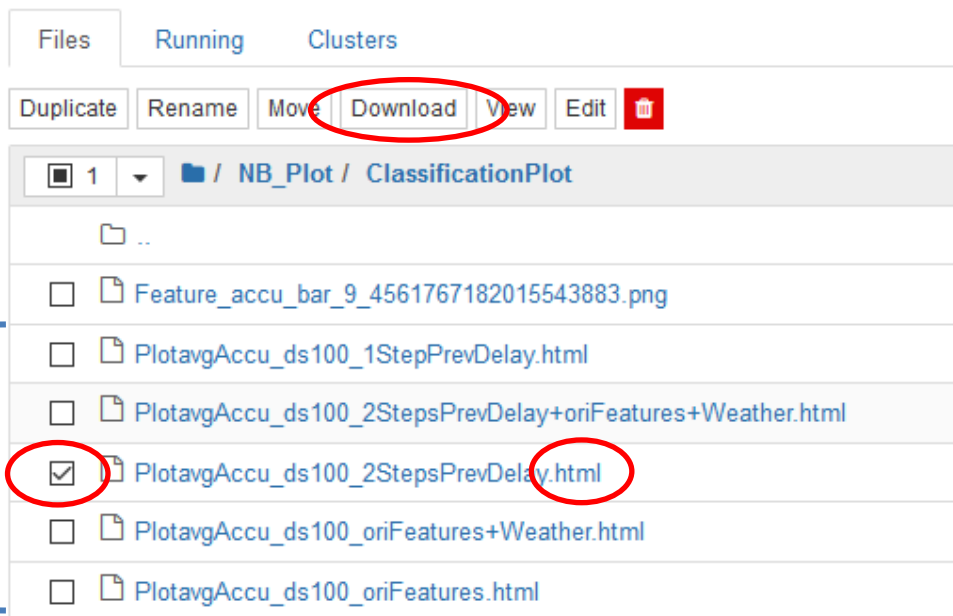 Files Running Clusters
Duplicate Rename Move Download View Edit
1 / NB_Plot / ClassificationPlot
..
Feature_accu_bar_9_4561767182015543883.png
PlotavgAccu_ds100_1StepPrevDelay.html
PlotavgAccu_ds100_2StepsPrevDelay+oriFeatures+Weather.html
PlotavgAccu_ds100_2StepsPrevDelay.html
PlotavgAccu_ds100_oriFeatures+Weather.html
PlotavgAccu_ds100_oriFeatures.html